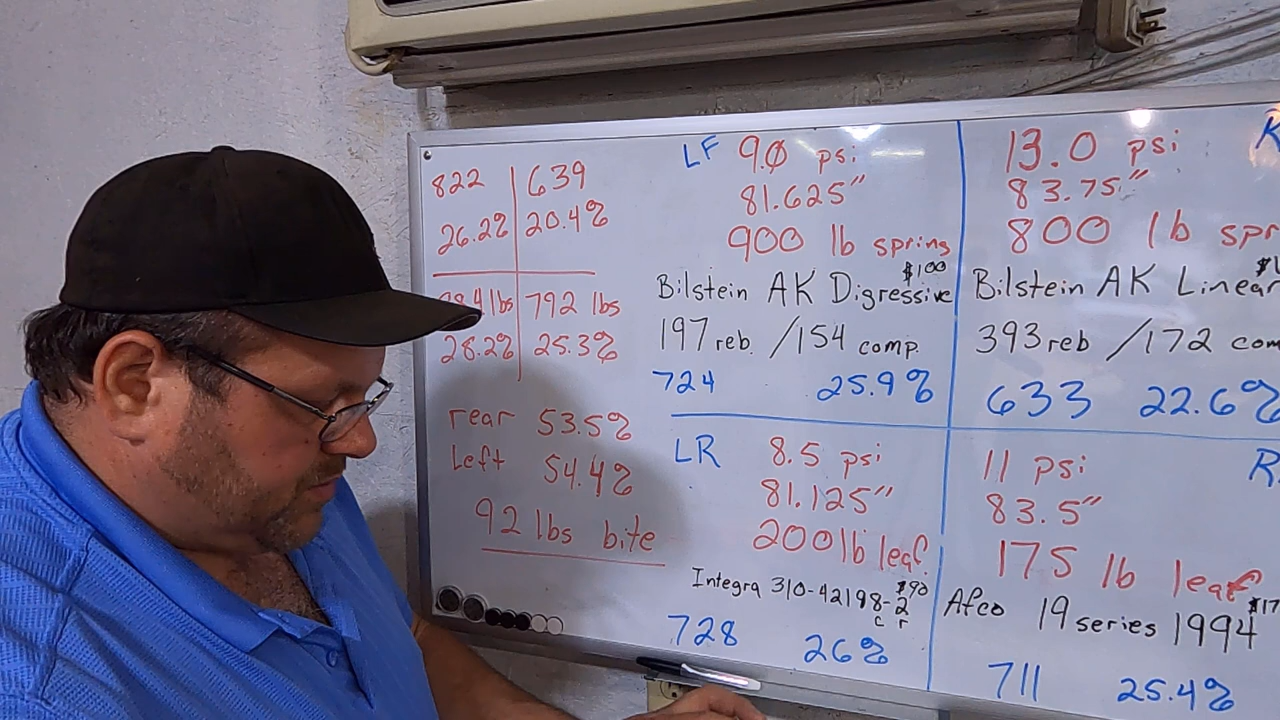 822 639
26.2% 20.4%
792 lbs
28.2% 25.3%
rear 53.5%
Left 54.4%
92 lbs bite
LF 9.0 psi
81.625"
900 lb spring
$100
Bilstein AK Digressive
197 reb. /154 comp.
724 25.9%
13.0 psi
83.75"
800 lb spr
Bilstein AK Linear
393 reb /172 com
633 22.6%
LR 8.5 psi
81.125"
200 lb leaf.
$90
Integra 310-42198-2
c r
728 26%
11 psi
83.5"
175 lb leaf
$17
Afco 19 series 1994
711 25.4%